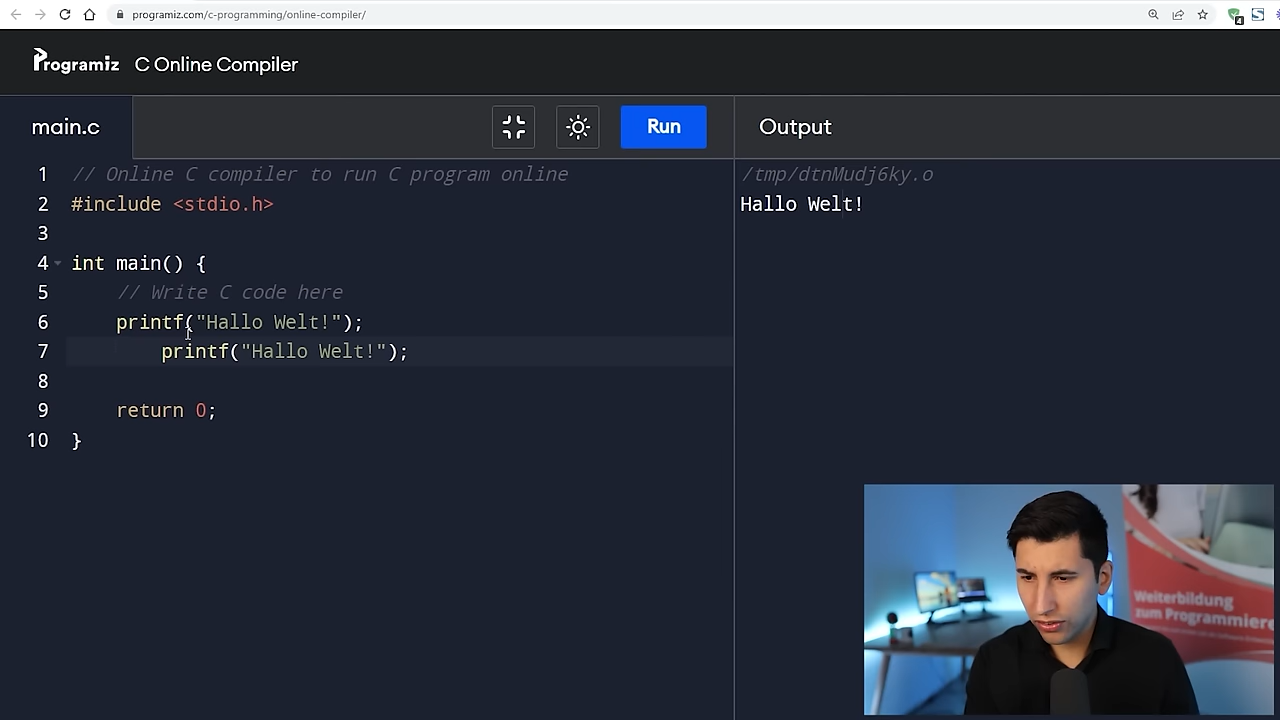 programiz.com/c-programming/online-compiler/
4
Programiz C Online Compiler
main.c
Run
Output
1 // Online C compiler to run C program online
2 #include <stdio.h>
3
4 int main() {
5 // Write C code here
6 printf("Hallo Welt!");
7 printf("Hallo Welt!");
8
9 return 0;
10 }
/tmp/dtnMudj6ky.o
Hallo Welt!
Weiterbildung
zum Programmiere